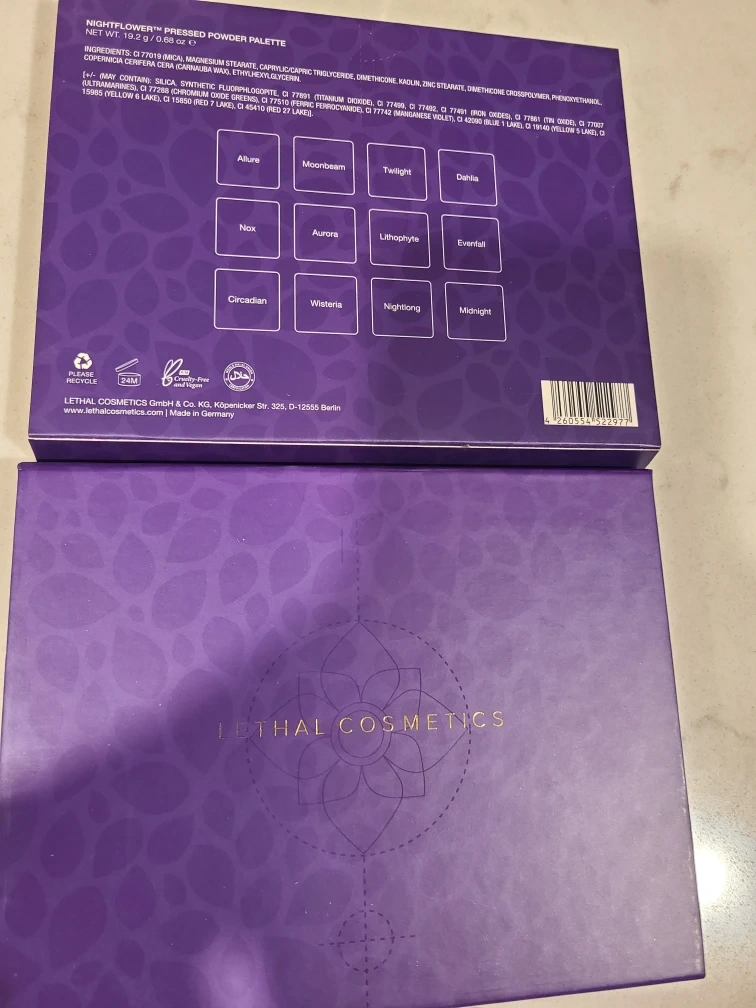 NIGHTFLOWER™ PRESSED POWDER PALETTE
NET WT. 19.2 g / 0.68 oz ℮
INGREDIENTS: CI 77019 (MICA), MAGNESIUM STEARATE, CAPRYLIC/CAPRIC TRIGLYCERIDE, DIMETHICONE, KAOLIN, ZINC STEARATE, DIMETHICONE CROSSPOLYMER, PHENOXYETHANOL,
COPERNICIA CERIFERA CERA (CARNAUBA WAX), ETHYLHEXYLGLYCERIN.
[+/- (MAY CONTAIN): SILICA, SYNTHETIC FLUORPHLOGOPITE, CI 77891 (TITANIUM DIOXIDE), CI 77499, CI 77492, CI 77491 (IRON OXIDES), CI 77861 (TIN OXIDE), CI 77007
(ULTRAMARINES), CI 77288 (CHROMIUM OXIDE GREENS), CI 77510 (FERRIC FERROCYANIDE), CI 77742 (MANGANESE VIOLET), CI 42090 (BLUE 1 LAKE), CI 19140 (YELLOW 5 LAKE), CI
15985 (YELLOW 6 LAKE), CI 15850 (RED 7 LAKE), CI 45410 (RED 27 LAKE)].
Allure Moonbeam Twilight Dahlia
Nox Aurora Lithophyte Evenfall
Circadian Wisteria Nightlong Midnight
PLEASE
RECYCLE
24M
Cruelty-Free
and Vegan
حلال
LETHAL COSMETICS GmbH & Co. KG, Köpenicker Str. 325, D-12555 Berlin
www.lethalcosmetics.com | Made in Germany
4 260554 522977
LETHAL COSMETICS